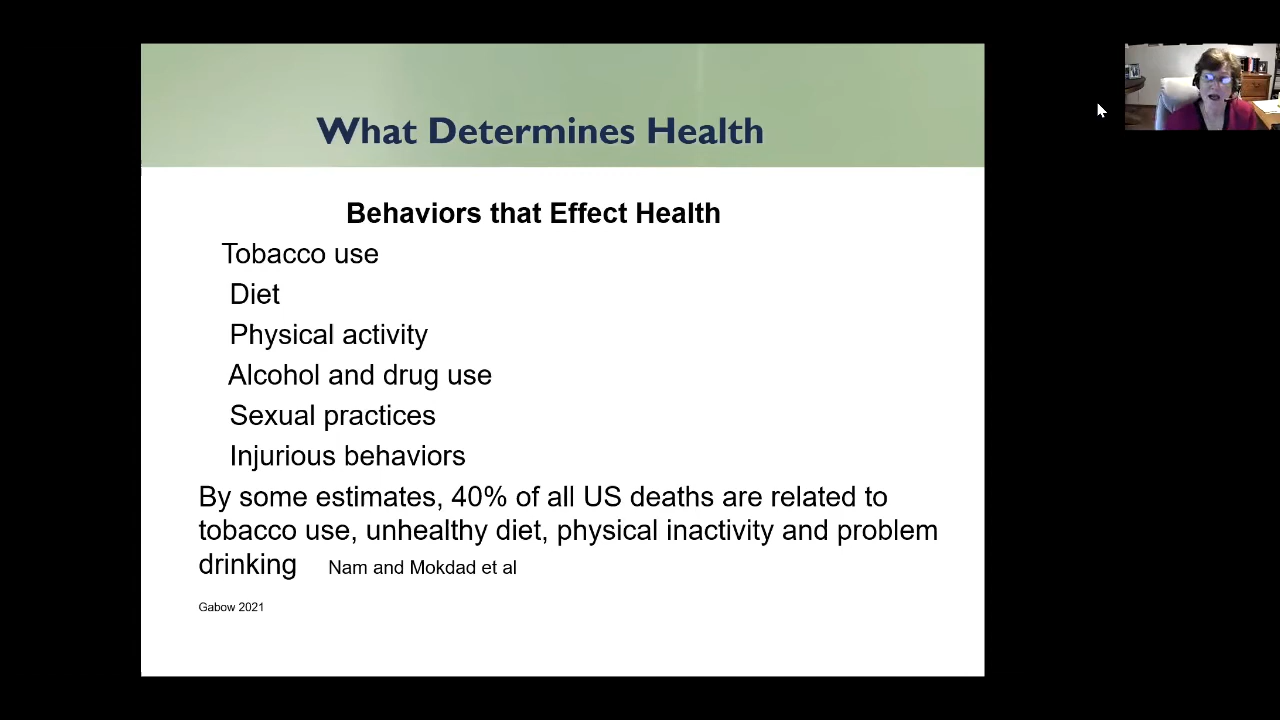 What Determines Health
Behaviors that Effect Health
Tobacco use
Diet
Physical activity
Alcohol and drug use
Sexual practices
Injurious behaviors
By some estimates, 40% of all US deaths are related to
tobacco use, unhealthy diet, physical inactivity and problem
drinking Nam and Mokdad et al
Gabow 2021